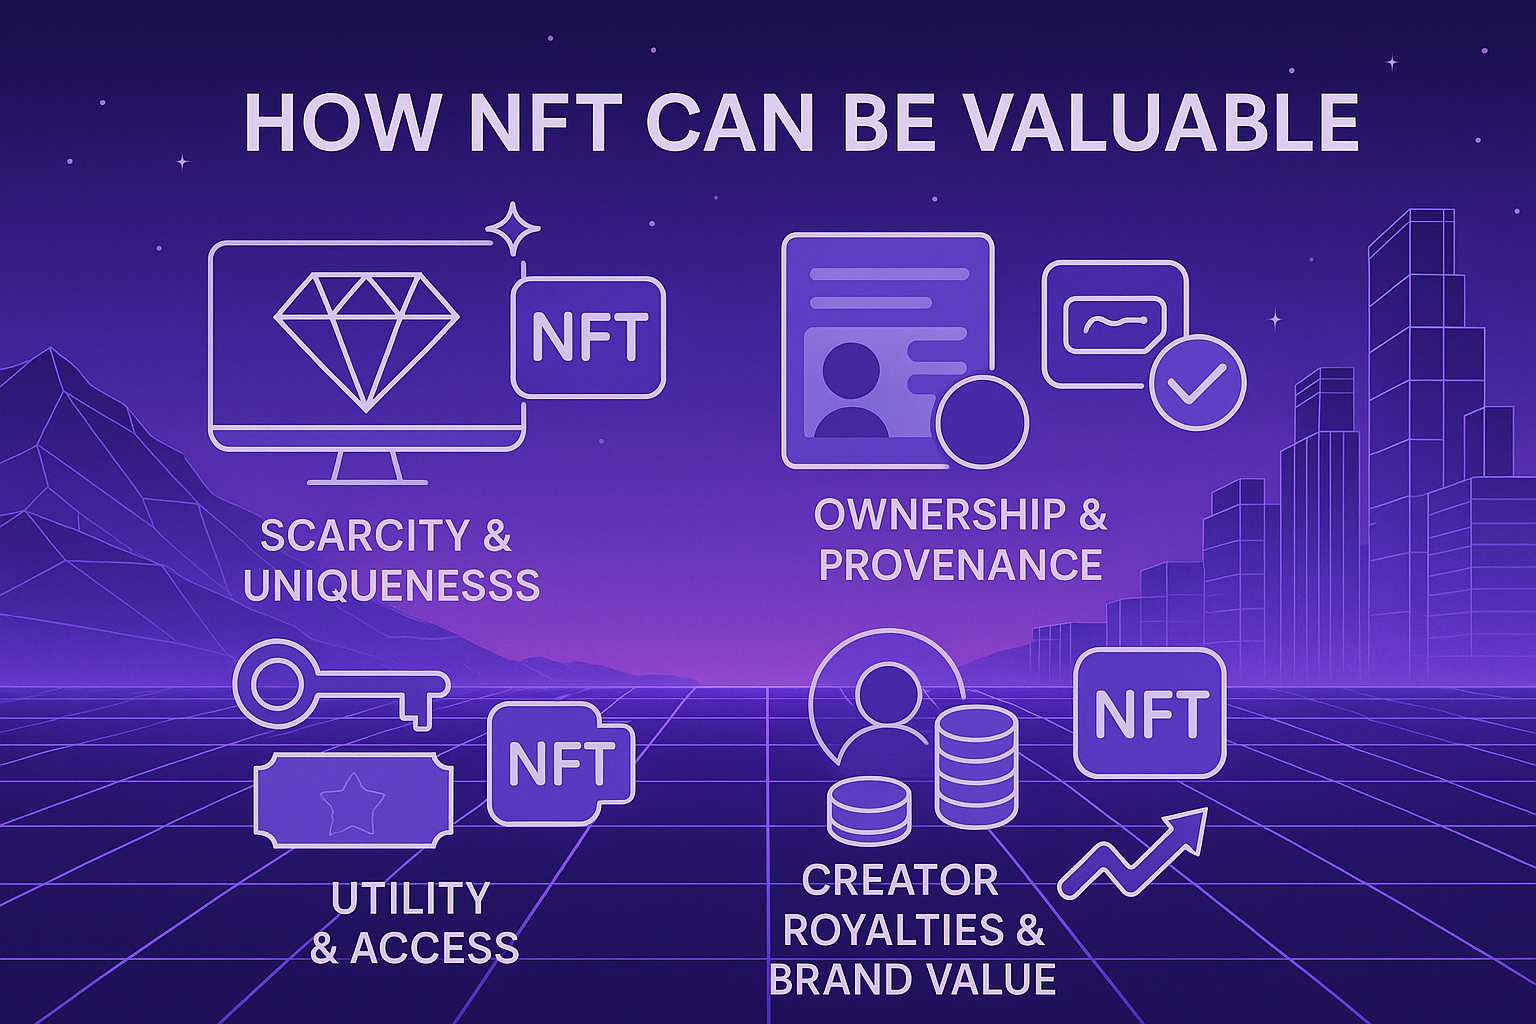 HOW NFT CAN BE VALUABLE
NFT
SCARCITY &
UNIQUENESSS
OWNERSHIP &
PROVENANCE
NFT
UTILITY
& ACCESS
NFT
CREATOR
ROYALTIES &
BRAND VALUE